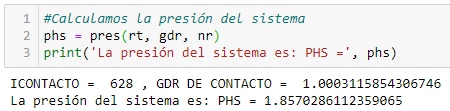 1 #Calculamos la presión del sistema
2 phs = pres(rt, gdr, nr)
3 print('La presión del sistema es: PHS =', phs)
ICONTACTO =  628 , GDR DE CONTACTO =  1.0003115854306746
La presión del sistema es: PHS = 1.8570286112359065